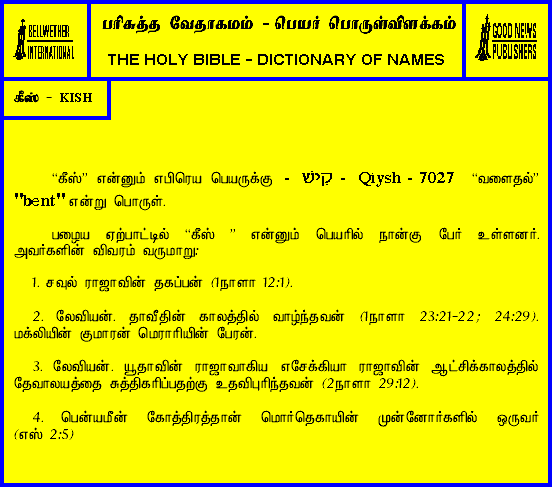 BELLWETHER
INTERNATIONAL
பரிசுத்த வேதாகமம் - பெயர் பொருள்விளக்கம்
THE HOLY BIBLE - DICTIONARY OF NAMES
GOOD NEWS
PUBLISHERS
கீஸ் - KISH
“கீஸ்” என்னும் எபிரெய பெயருக்கு - קִישׁ - Qiysh - 7027 “வளைதல்”
"bent" என்று பொருள்.
பழைய ஏற்பாட்டில் “கீஸ் ” என்னும் பெயரில் நான்கு பேர் உள்ளனர்.
அவர்களின் விவரம் வருமாறு:
1. சவுல் ராஜாவின் தகப்பன் (1நாளா 12:1).
2. லேவியன். தாவீதின் காலத்தில் வாழ்ந்தவன் (1நாளா 23:21-22; 24:29).
மக்லியின் குமாரன் மெராரியின் பேரன்.
3. லேவியன். யூதாவின் ராஜாவாகிய எசேக்கியா ராஜாவின் ஆட்சிக்காலத்தில்
தேவாலயத்தை சுத்திகரிப்பதற்கு உதவிபுரிந்தவன் (2நாளா 29:12).
4. பென்யமீன் கோத்திரத்தான் மொர்தெகாயின் முன்னோர்களில் ஒருவர்
(எஸ் 2:5)